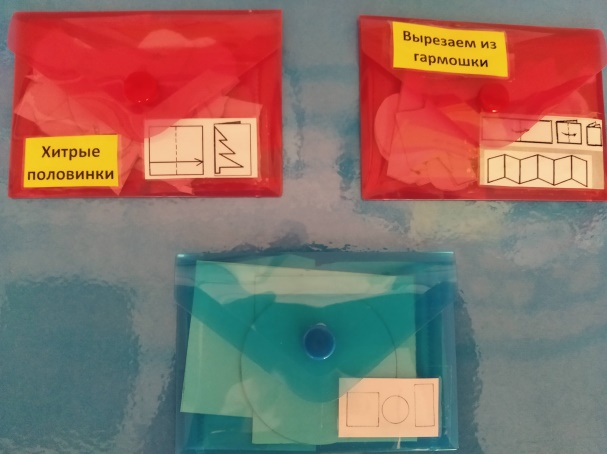 Хитрые
половинки
Вырезаем из
гармошки